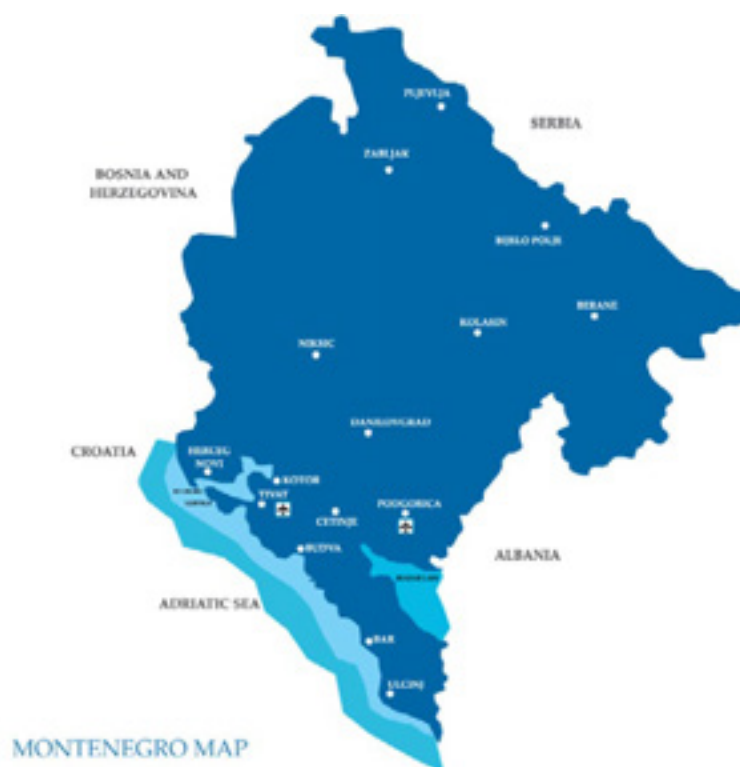 PLJEVLJA
SERBIA
ZABLJAK
BOSNIA AND
HERZEGOVINA
BIJELO POLJE
BERANE
KOLASIN
NIKSIC
DANILOVGRAD
CROATIA
HERCEG
NOVI
KOTOR
TIVAT
CETINJE
PODGORICA
BUDVA
ALBANIA
ADRIATIC SEA
BAR
ULCINJ
MONTENEGRO MAP